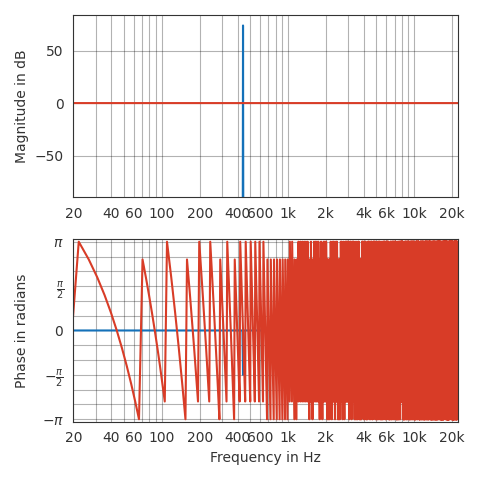 Magnitude in dB
50
0
−50
20 40 60 100 200 400 600 1k 2k 4k 6k 10k 20k
Phase in radians
π
π/2
0
−π/2
−π
20 40 60 100 200 400 600 1k 2k 4k 6k 10k 20k
Frequency in Hz